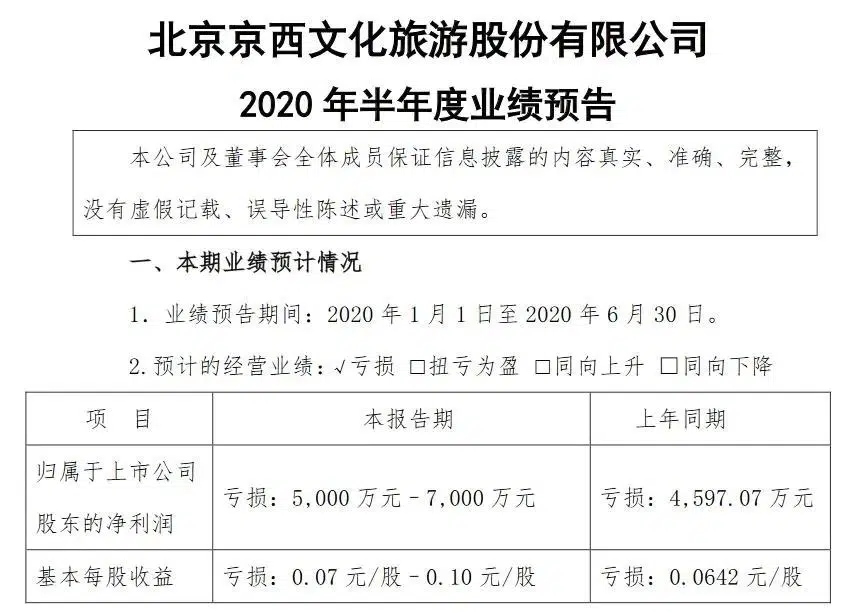 北京京西文化旅游股份有限公司
2020 年半年度业绩预告
本公司及董事会全体成员保证信息披露的内容真实、准确、完整，
没有虚假记载、误导性陈述或重大遗漏。
一、本期业绩预计情况
1. 业绩预告期间：2020 年 1 月 1 日至 2020 年 6 月 30 日。
2.预计的经营业绩：√亏损 □扭亏为盈 □同向上升 □同向下降
项 目 本报告期 上年同期
归属于上市公司
股东的净利润
亏损：5,000 万元–7,000 万元 亏损：4,597.07 万元
基本每股收益 亏损：0.07 元/股–0.10 元/股 亏损：0.0642 元/股